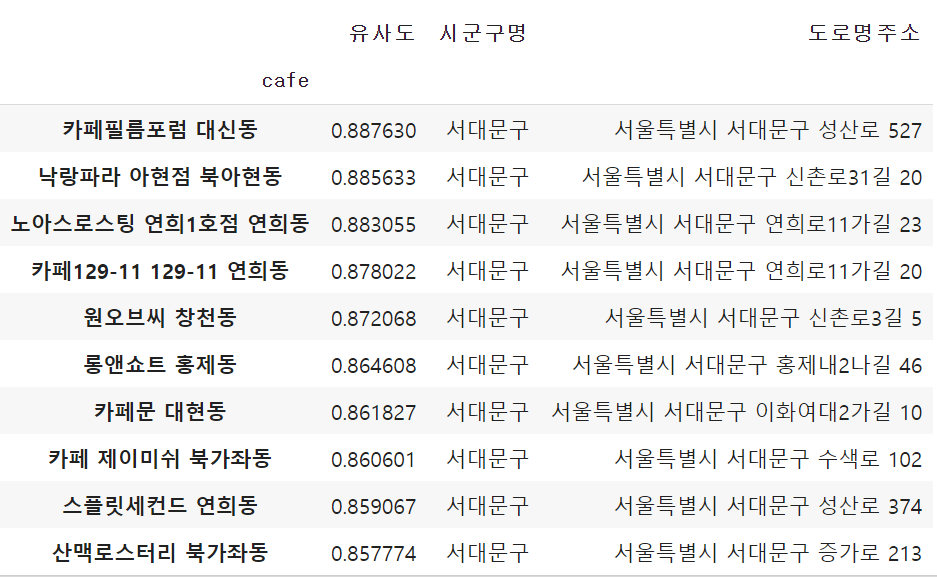 유사도 시군구명 도로명주소
cafe
카페필름포럼 대신동 0.887630 서대문구 서울특별시 서대문구 성산로 527
낙랑파라 아현점 북아현동 0.885633 서대문구 서울특별시 서대문구 신촌로31길 20
노아스로스팅 연희1호점 연희동 0.883055 서대문구 서울특별시 서대문구 연희로11가길 23
카페129-11 129-11 연희동 0.878022 서대문구 서울특별시 서대문구 연희로11가길 20
원오브씨 창천동 0.872068 서대문구 서울특별시 서대문구 신촌로3길 5
롱앤쇼트 홍제동 0.864608 서대문구 서울특별시 서대문구 홍제내2나길 46
카페문 대현동 0.861827 서대문구 서울특별시 서대문구 이화여대2가길 10
카페 제이미쉬 북가좌동 0.860601 서대문구 서울특별시 서대문구 수색로 102
스플릿세컨드 연희동 0.859067 서대문구 서울특별시 서대문구 성산로 374
산맥로스터리 북가좌동 0.857774 서대문구 서울특별시 서대문구 증가로 213